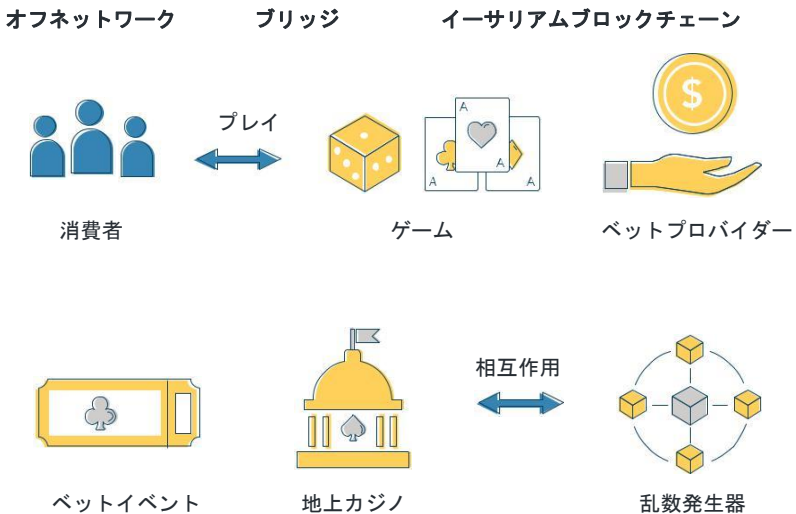 オフネットワーク ブリッジ イーサリアムブロックチェーン
$
プレイ
A
A
A
A
消費者 ゲーム ベットプロバイダー
相互作用
ベットイベント 地上カジノ 乱数発生器